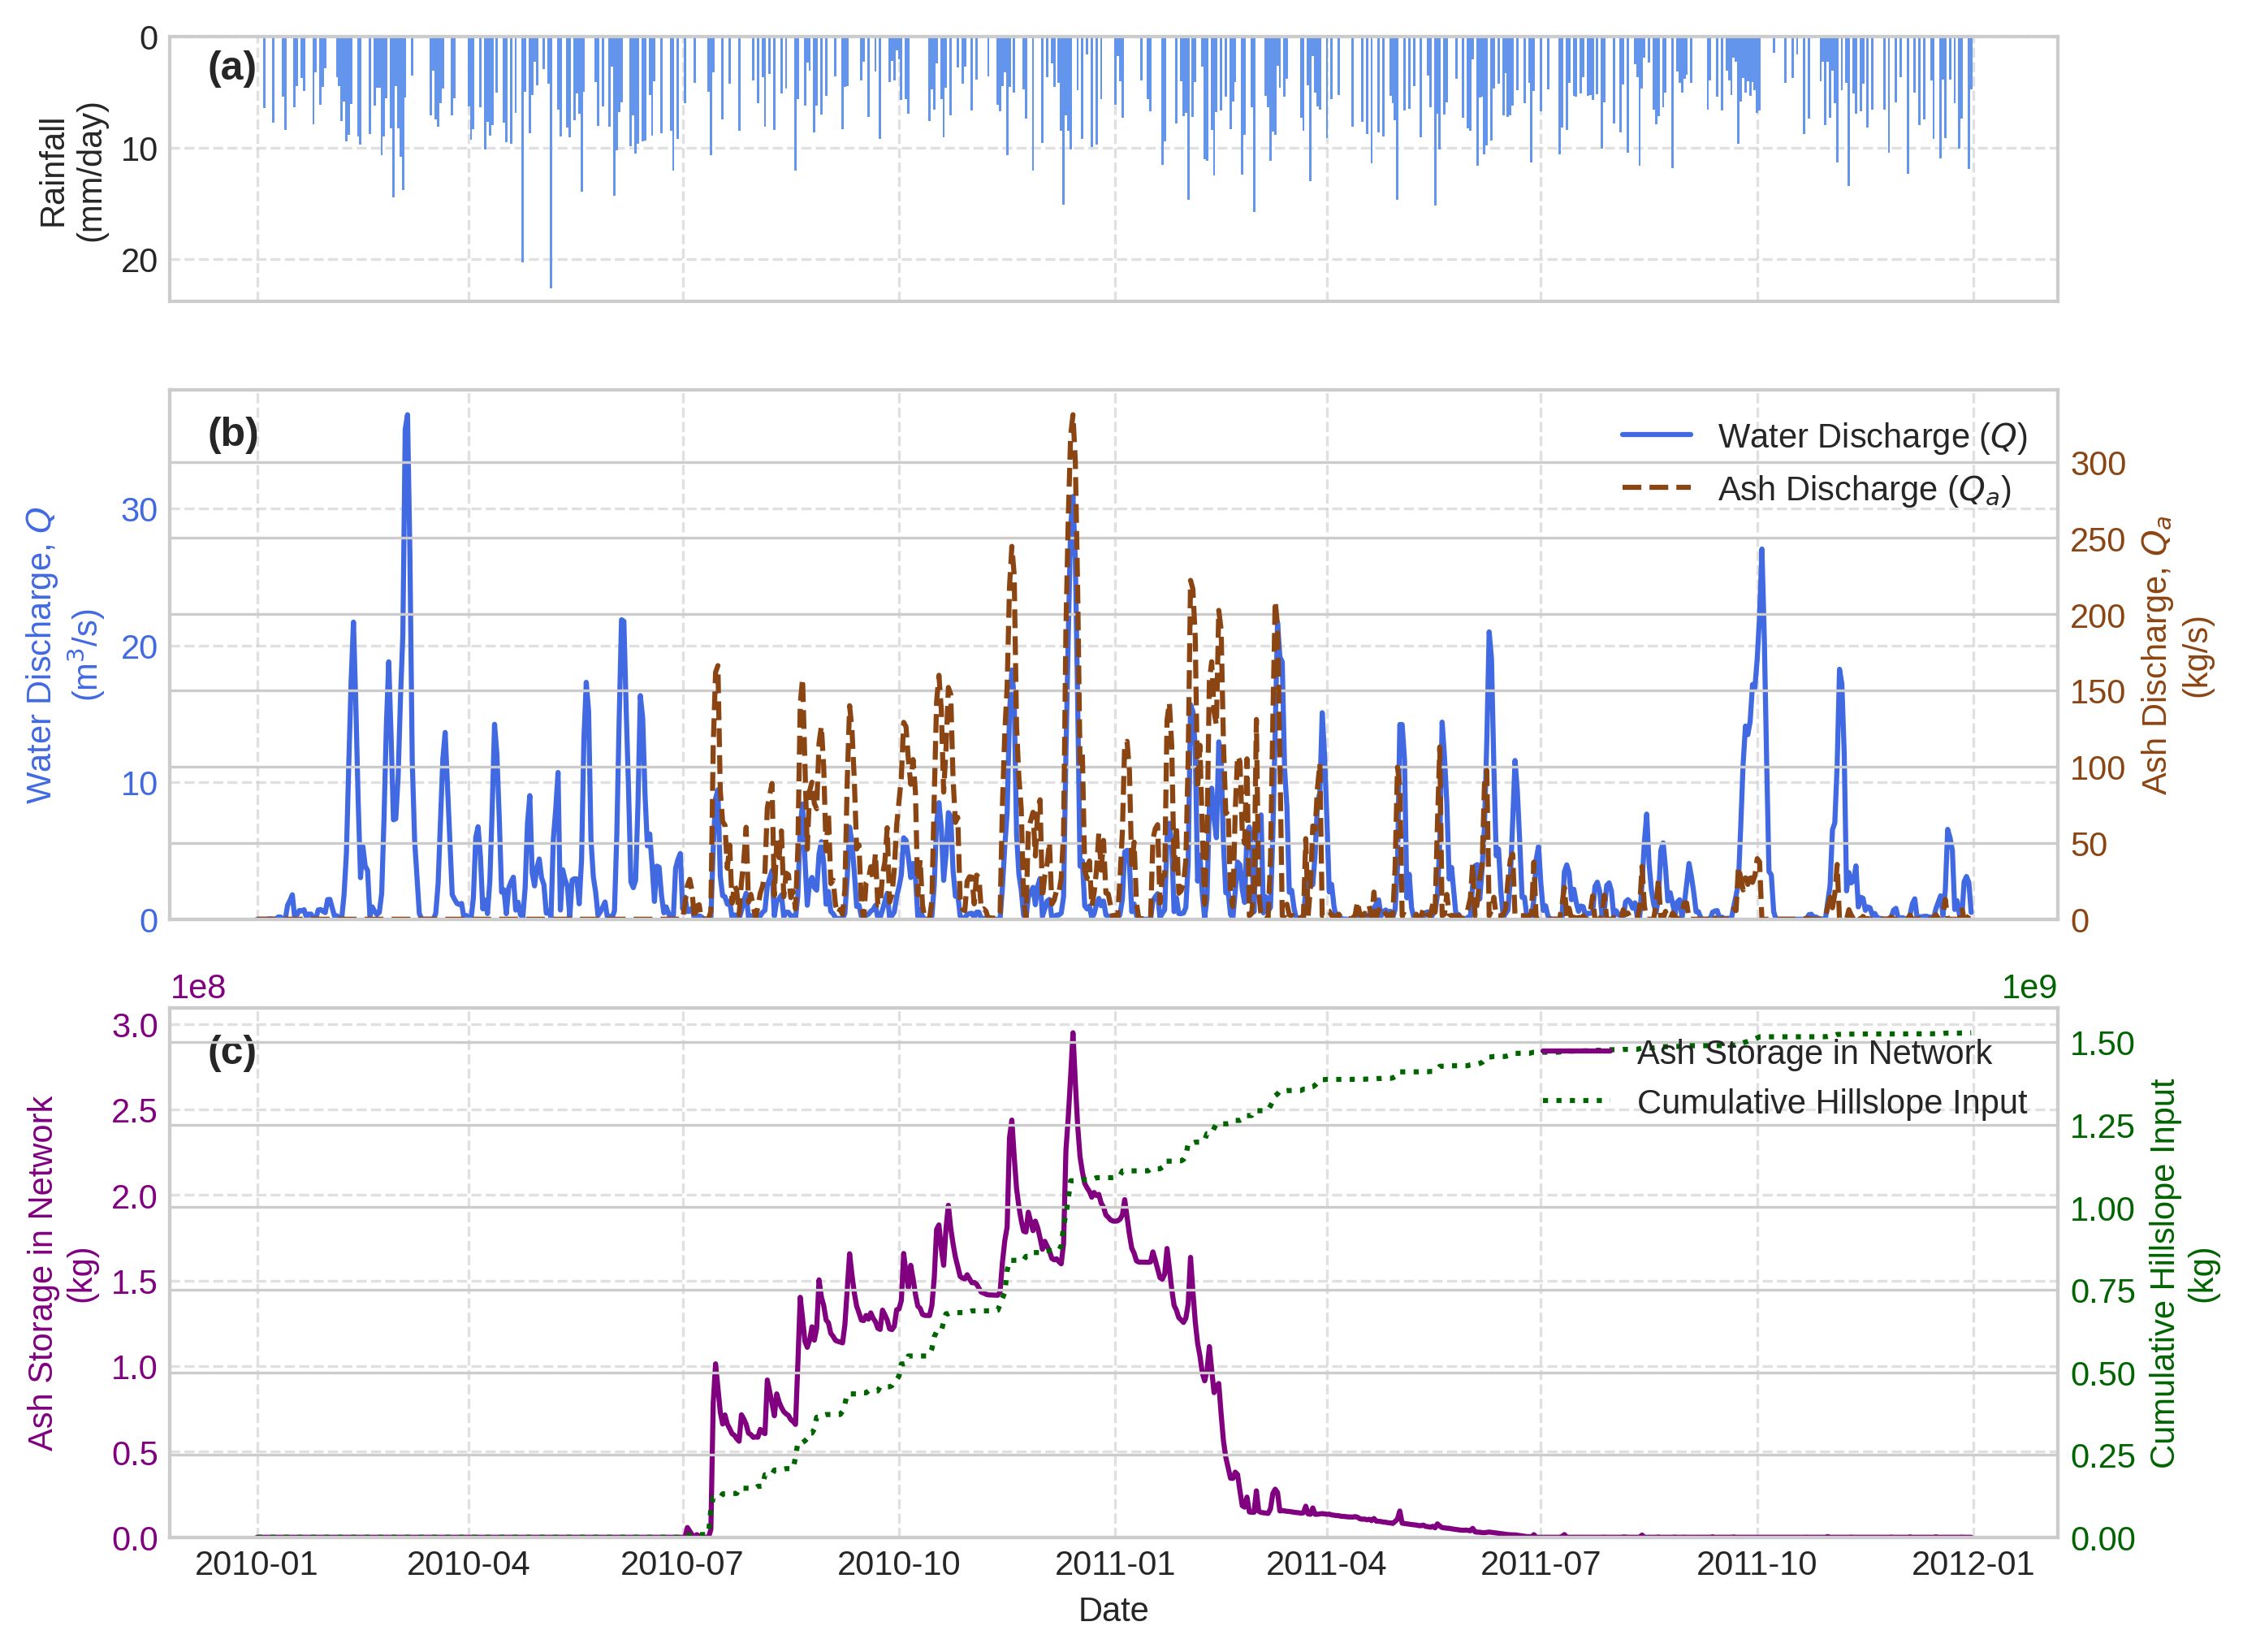 (a)
0
10
20
Rainfall
(mm/day)
(b)
Water Discharge (Q)
Ash Discharge (Qₐ)
0
10
20
30
Water Discharge, Q
(m³/s)
0
50
100
150
200
250
300
Ash Discharge, Qₐ
(kg/s)
1e8
1e9
(c)
Ash Storage in Network
Cumulative Hillslope Input
0.0
0.5
1.0
1.5
2.0
2.5
3.0
Ash Storage in Network
(kg)
0.00
0.25
0.50
0.75
1.00
1.25
1.50
Cumulative Hillslope Input
(kg)
2010-01
2010-04
2010-07
2010-10
2011-01
2011-04
2011-07
2011-10
2012-01
Date